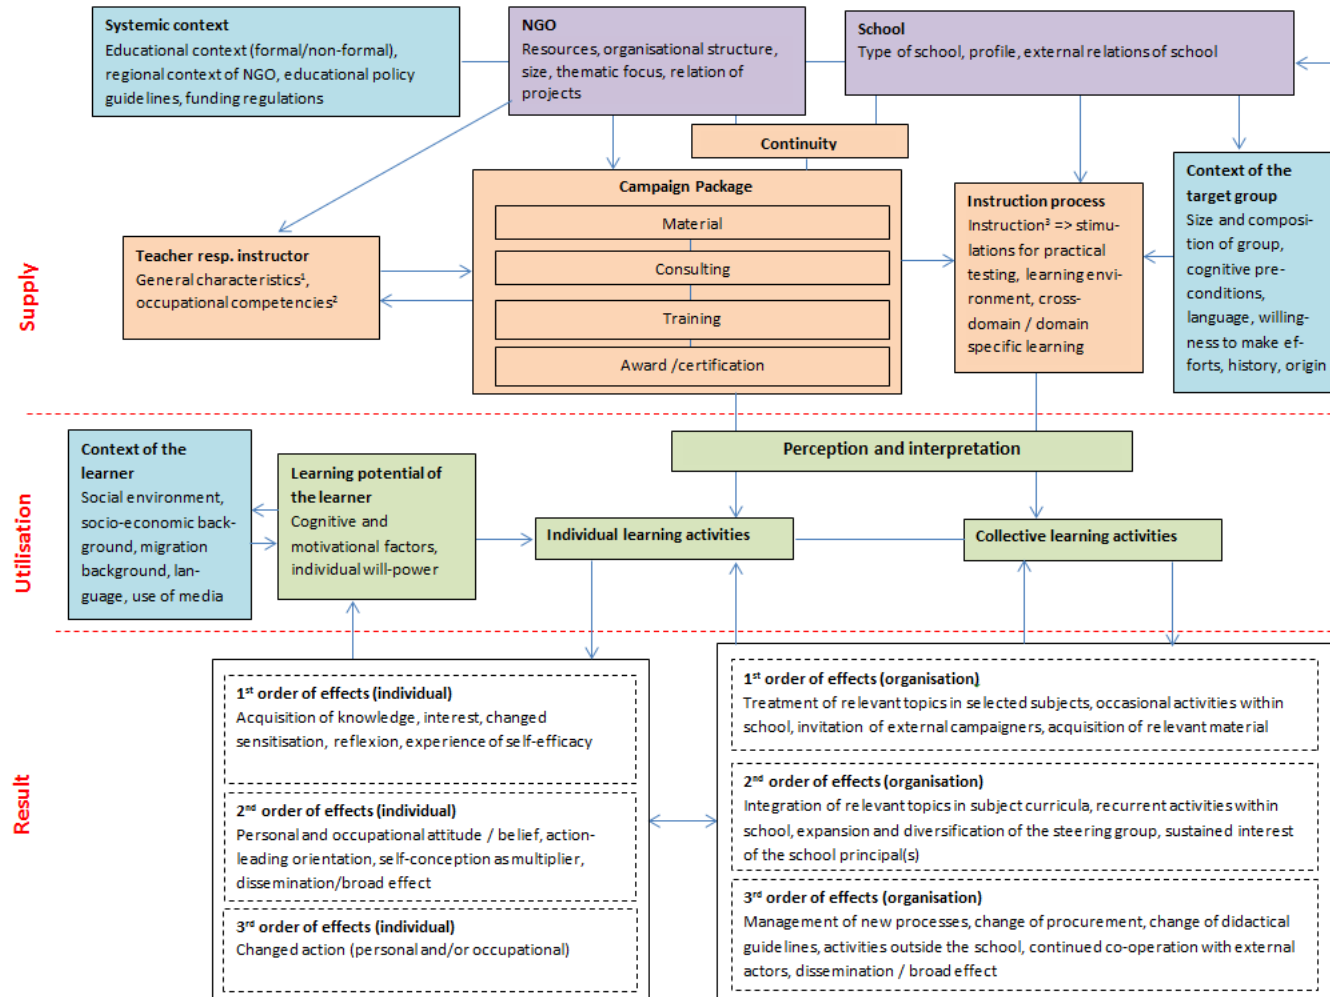 Systemic context
Educational context (formal/non-formal),
regional context of NGO, educational policy
guidelines, funding regulations
NGO
Resources, organisational structure,
size, thematic focus, relation of
projects
School
Type of school, profile, external relations of school
Continuity
Supply
Teacher resp. instructor
General characteristics¹,
occupational competencies²
Campaign Package
Material
Consulting
Training
Award /certification
Instruction process
Instruction³ => stimu-
lations for practical
testing, learning envi-
ronment, cross-
domain / domain
specific learning
Context of the
target group
Size and composi-
tion of group,
cognitive pre-
conditions,
language, willing-
ness to make ef-
forts, history, origin
Utilisation
Context of the
learner
Social environment,
socio-economic back-
ground, migration
background, lan-
guage, use of media
Learning potential of
the learner
Cognitive and
motivational factors,
individual will-power
Perception and interpretation
Individual learning activities
Collective learning activities
Result
1st order of effects (individual)
Acquisition of knowledge, interest, changed
sensitisation, reflexion, experience of self-efficacy
2nd order of effects (individual)
Personal and occupational attitude / belief, action-
leading orientation, self-conception as multiplier,
dissemination/broad effect
3rd order of effects (individual)
Changed action (personal and/or occupational)
1st order of effects (organisation)
Treatment of relevant topics in selected subjects, occasional activities within
school, invitation of external campaigners, acquisition of relevant material
2nd order of effects (organisation)
Integration of relevant topics in subject curricula, recurrent activities within
school, expansion and diversification of the steering group, sustained interest
of the school principal(s)
3rd order of effects (organisation)
Management of new processes, change of procurement, change of didactical
guidelines, activities outside the school, continued co-operation with external
actors, dissemination / broad effect